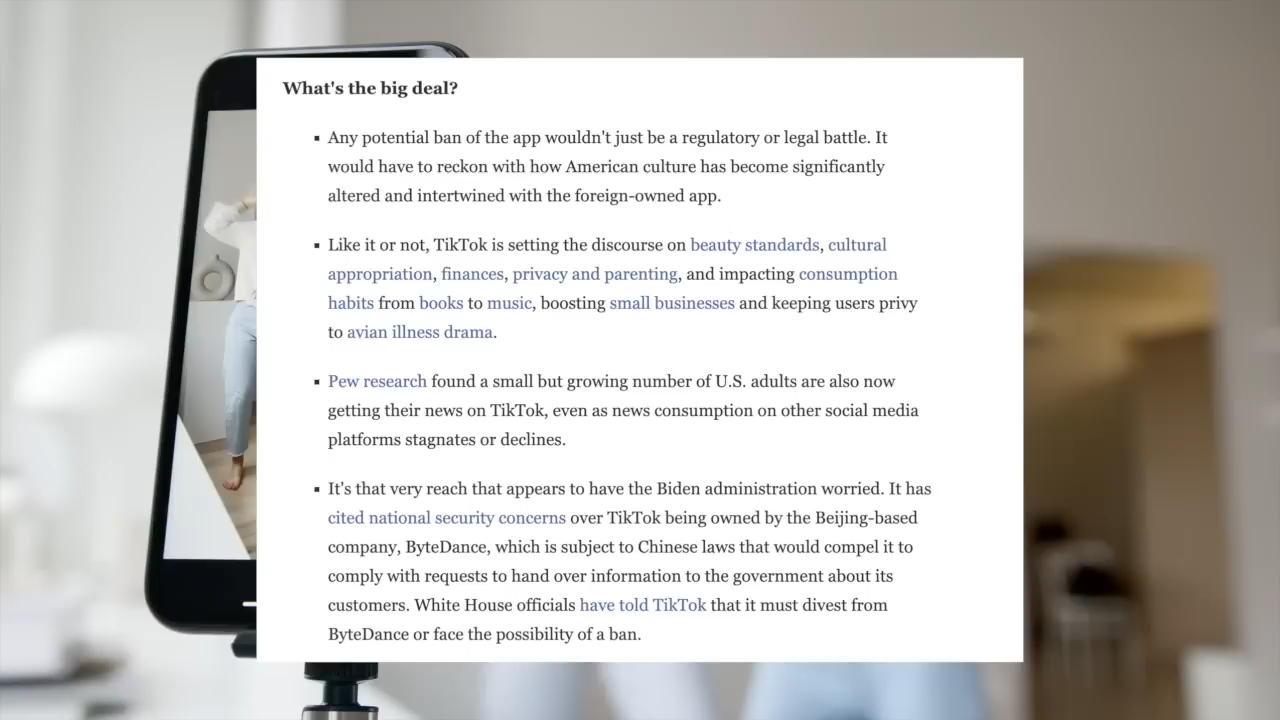 What's the big deal?
▪ Any potential ban of the app wouldn't just be a regulatory or legal battle. It
would have to reckon with how American culture has become significantly
altered and intertwined with the foreign-owned app.
▪ Like it or not, TikTok is setting the discourse on beauty standards, cultural
appropriation, finances, privacy and parenting, and impacting consumption
habits from books to music, boosting small businesses and keeping users privy
to avian illness drama.
▪ Pew research found a small but growing number of U.S. adults are also now
getting their news on TikTok, even as news consumption on other social media
platforms stagnates or declines.
▪ It's that very reach that appears to have the Biden administration worried. It has
cited national security concerns over TikTok being owned by the Beijing-based
company, ByteDance, which is subject to Chinese laws that would compel it to
comply with requests to hand over information to the government about its
customers. White House officials have told TikTok that it must divest from
ByteDance or face the possibility of a ban.